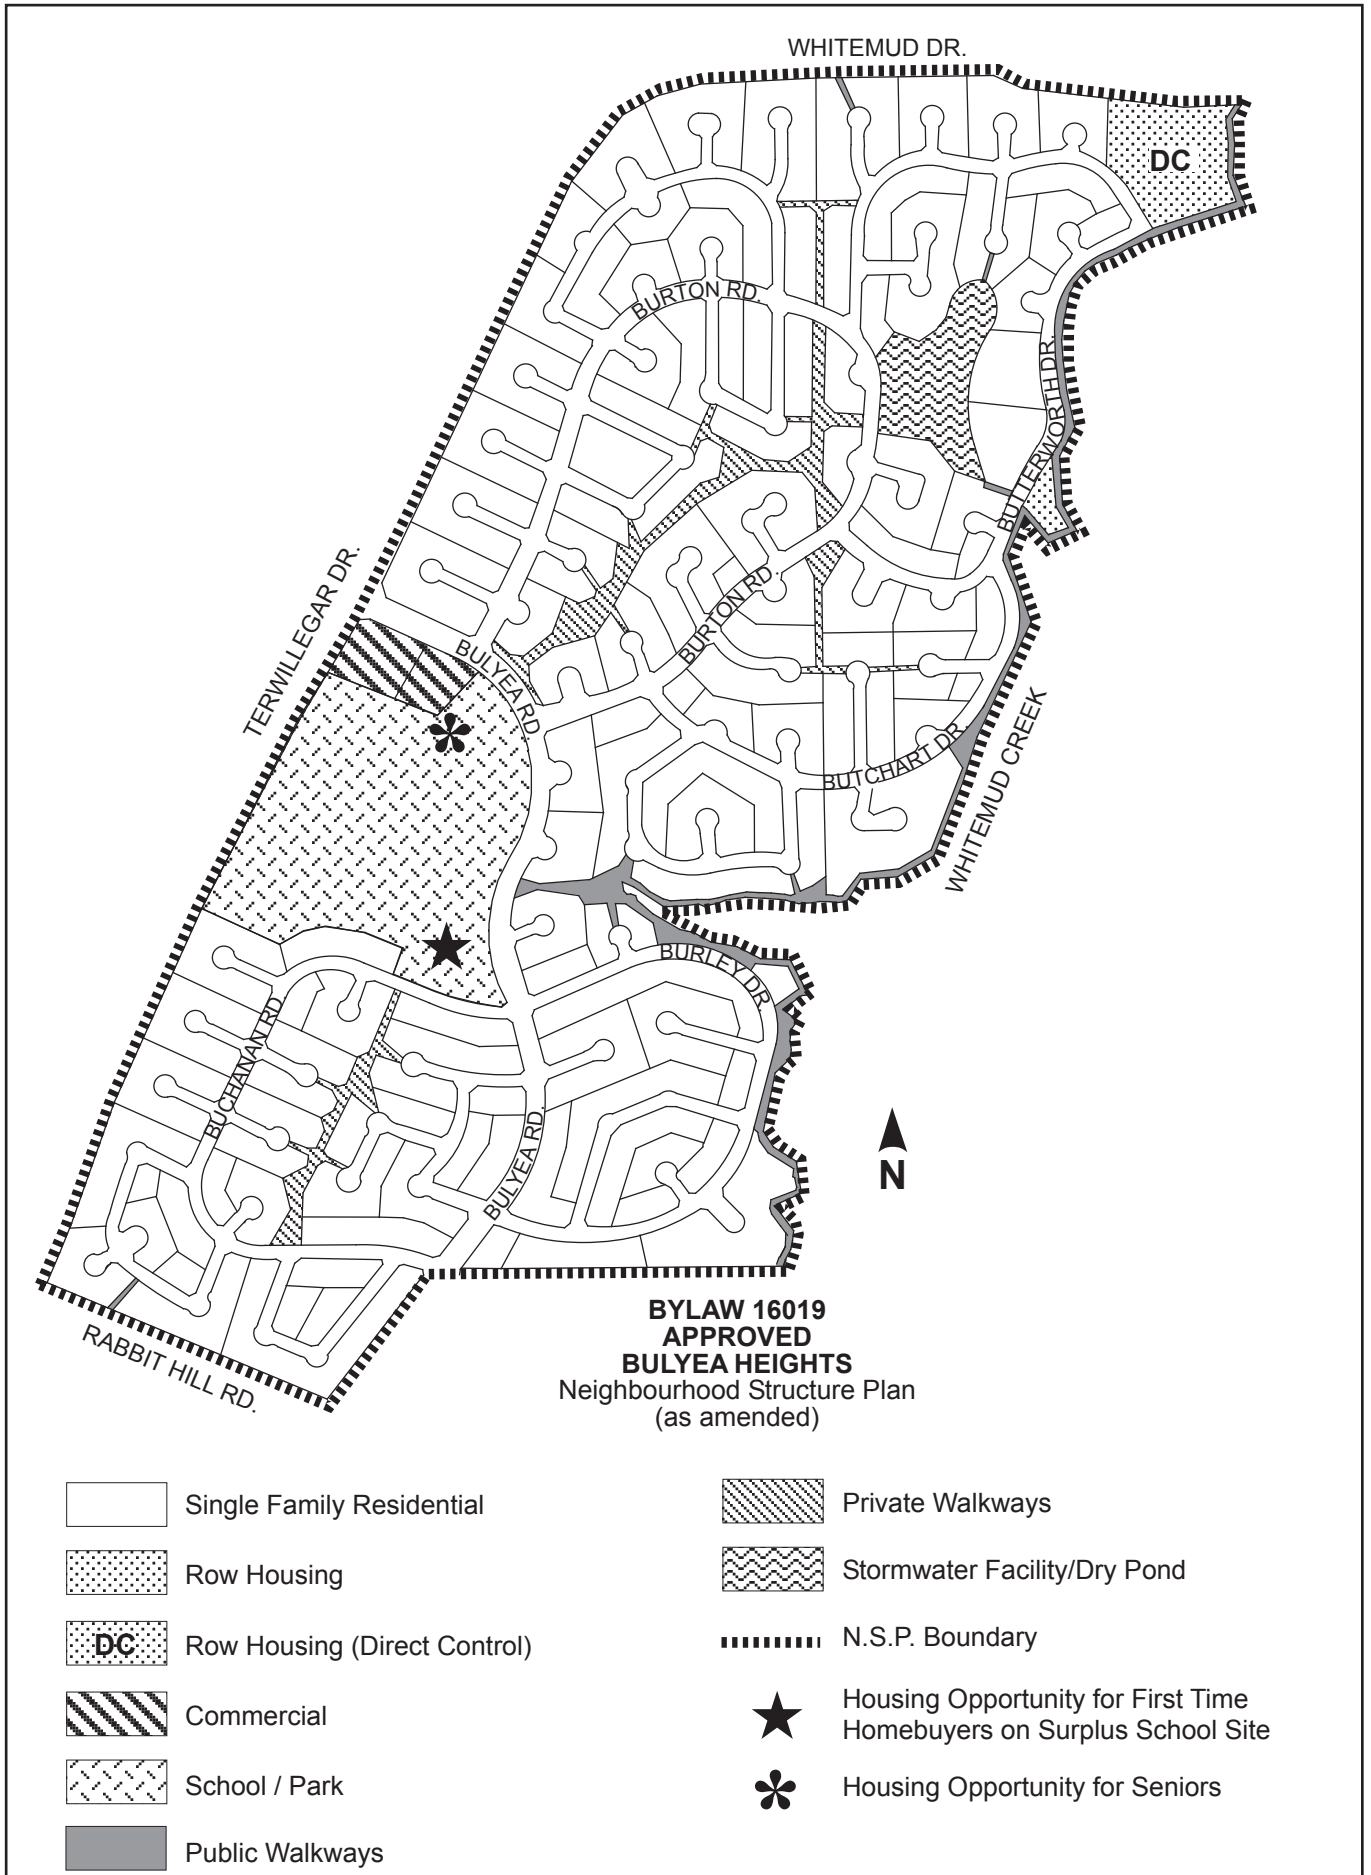 WHITEMUD DR.
DC
BURTON RD.
BUTTERWORTH DR.
TERWILLEGAR DR.
BURTON RD.
BULYEA RD
BUTCHART DR.
WHITEMUD CREEK
BURLEY DR.
BUCHANAN RD.
BULYEA RD.
N
RABBIT HILL RD.
BYLAW 16019
APPROVED
BULYEA HEIGHTS
Neighbourhood Structure Plan
(as amended)
Single Family Residential
Row Housing
DC Row Housing (Direct Control)
Commercial
School / Park
Public Walkways
Private Walkways
Stormwater Facility/Dry Pond
N.S.P. Boundary
Housing Opportunity for First Time
Homebuyers on Surplus School Site
Housing Opportunity for Seniors